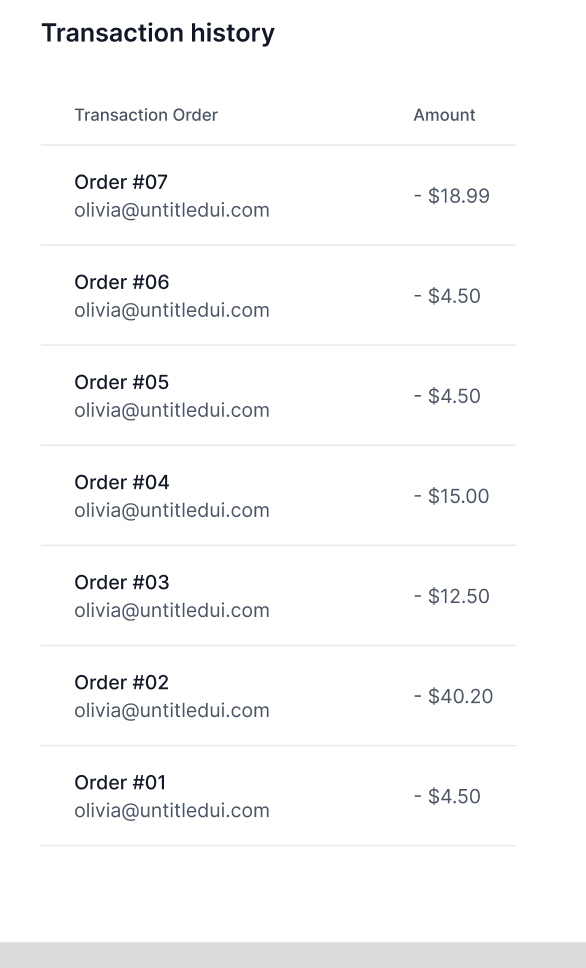 Transaction history
Transaction Order Amount
Order #07
olivia@untitledui.com
- $18.99
Order #06
olivia@untitledui.com
- $4.50
Order #05
olivia@untitledui.com
- $4.50
Order #04
olivia@untitledui.com
- $15.00
Order #03
olivia@untitledui.com
- $12.50
Order #02
olivia@untitledui.com
- $40.20
Order #01
olivia@untitledui.com
- $4.50